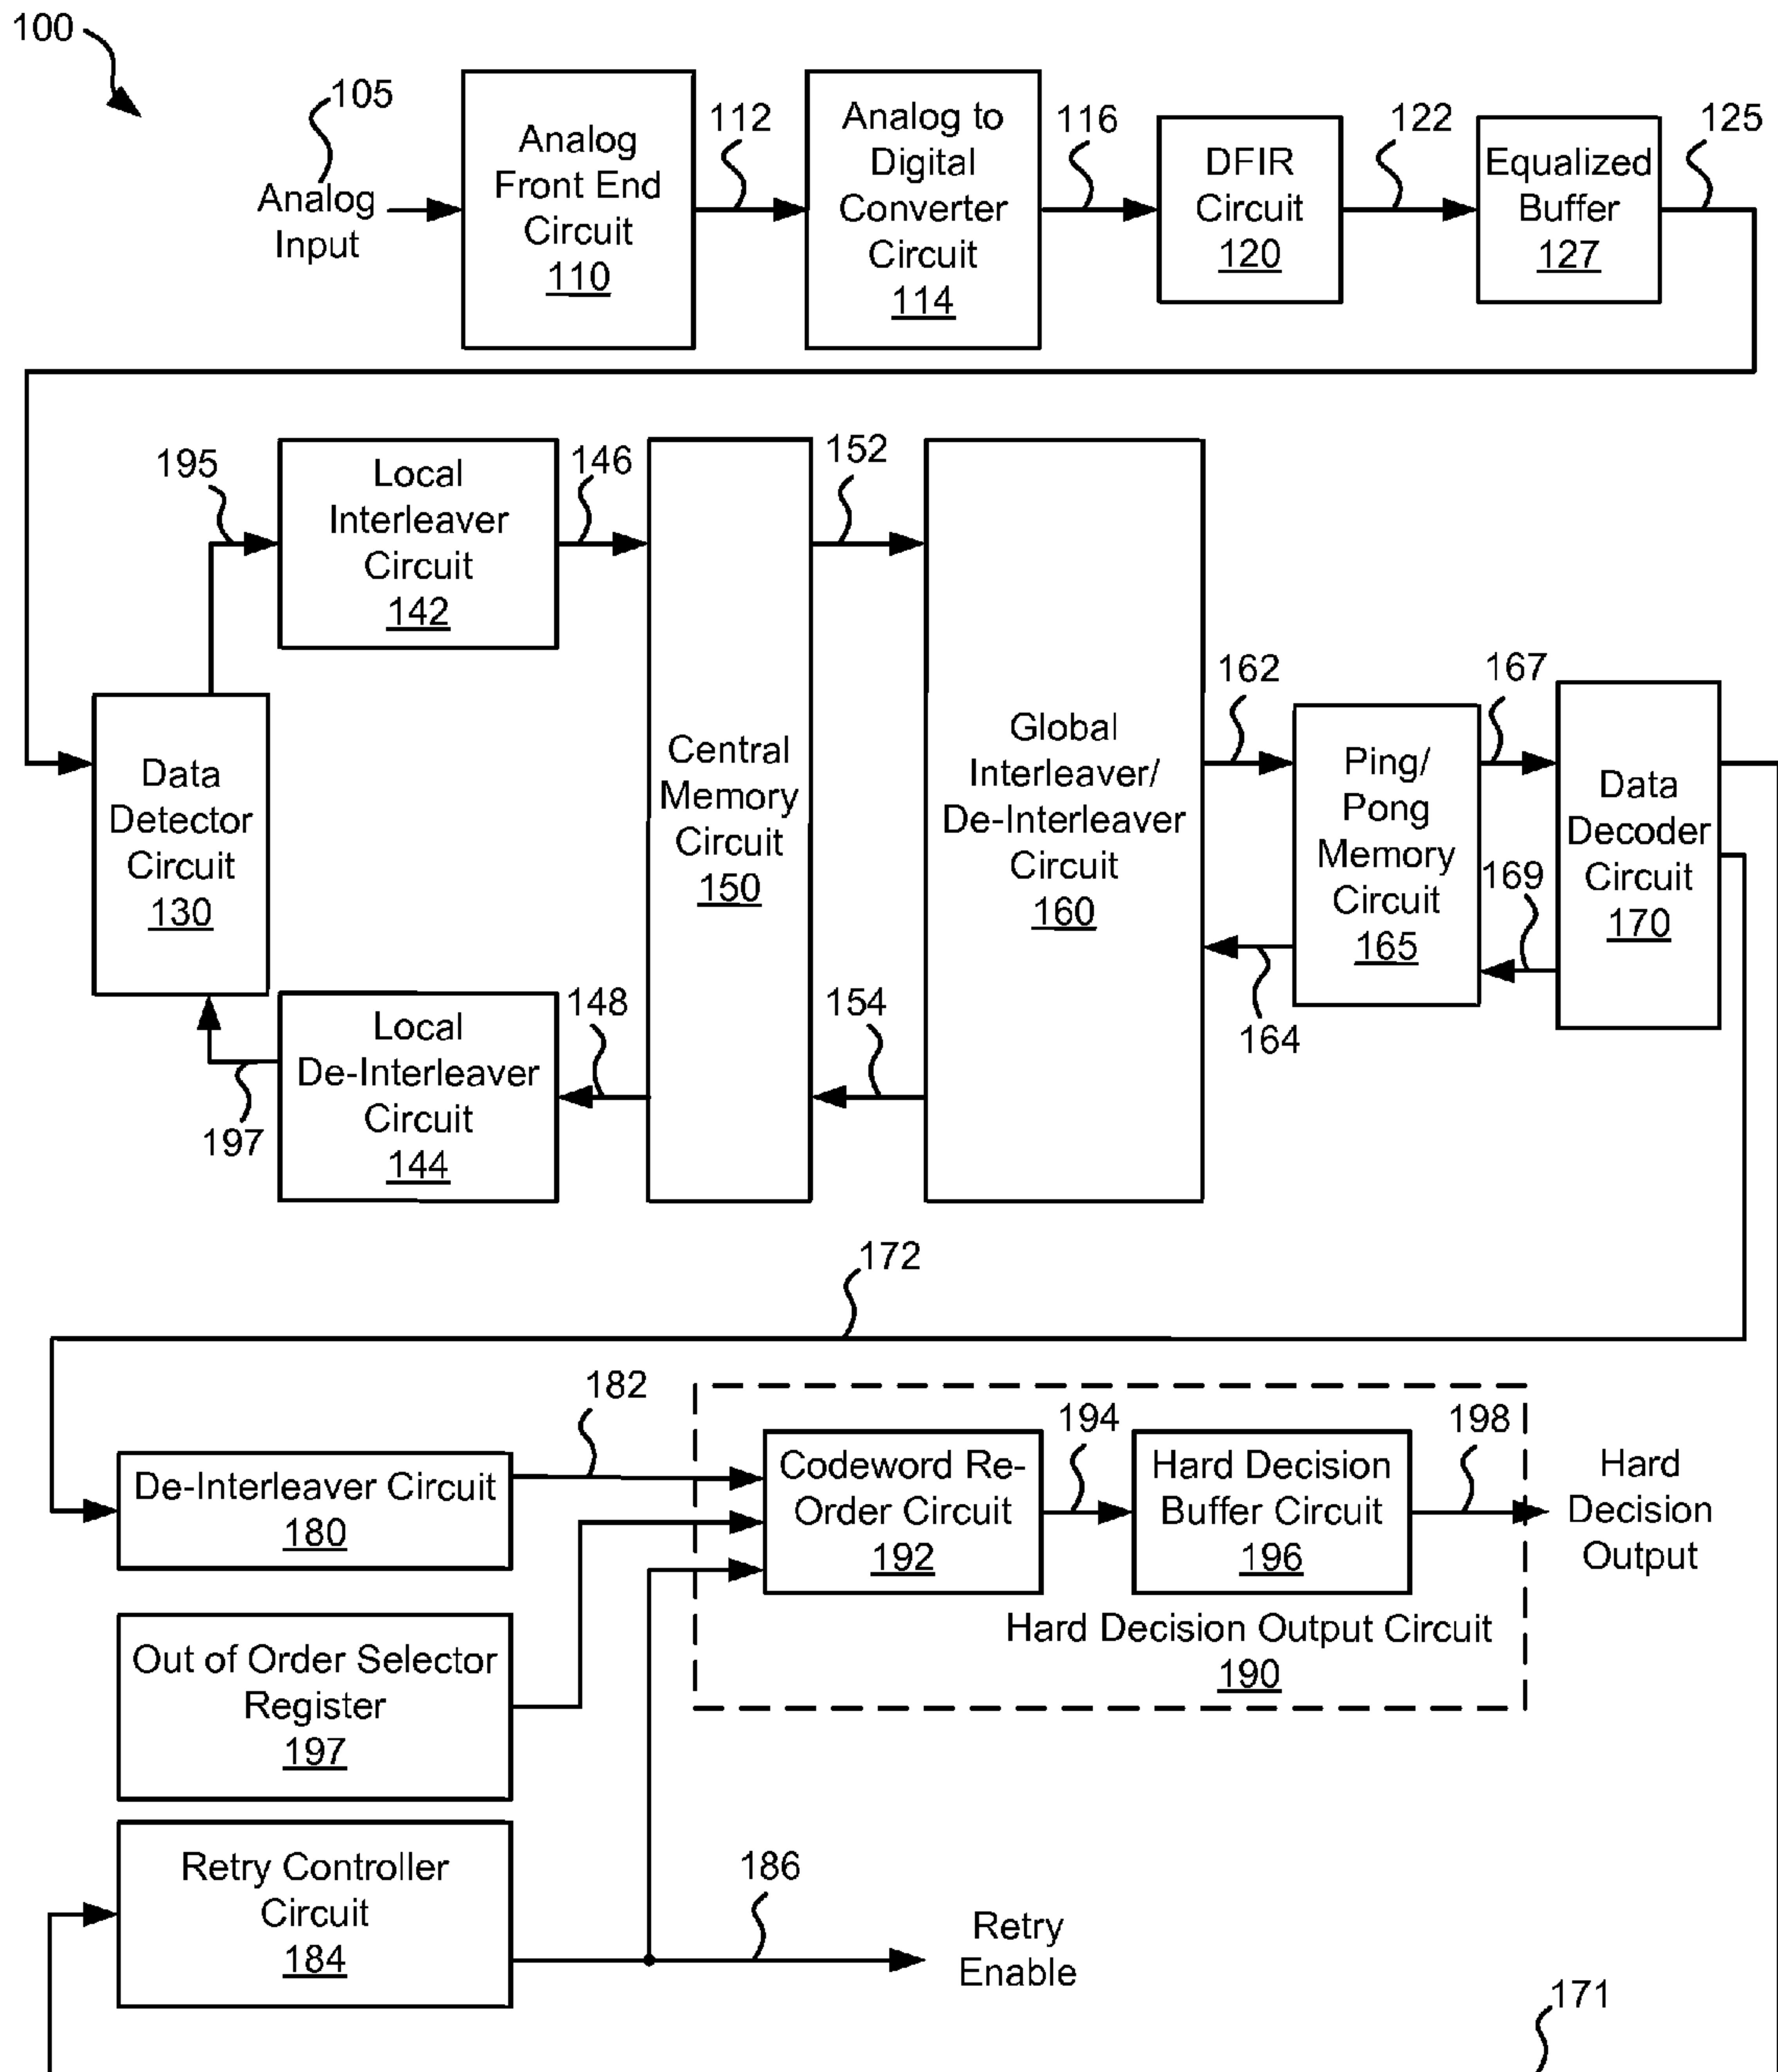 100
105
Analog
Input
Analog
Front End
Circuit
110
112
Analog to
Digital
Converter
Circuit
114
116
DFIR
Circuit
120
122
Equalized
Buffer
127
125
195
Local
Interleaver
Circuit
142
146
152
Data
Detector
Circuit
130
Central
Memory
Circuit
150
Global
Interleaver/
De-Interleaver
Circuit
160
162
Ping/
Pong
Memory
Circuit
165
167
Data
Decoder
Circuit
170
169
164
197
Local
De-Interleaver
Circuit
144
148
154
172
De-Interleaver Circuit
180
182
Codeword Re-
Order Circuit
192
194
Hard Decision
Buffer Circuit
196
198
Hard
Decision
Output
Hard Decision Output Circuit
190
Out of Order Selector
Register
197
Retry Controller
Circuit
184
186
Retry
Enable
171